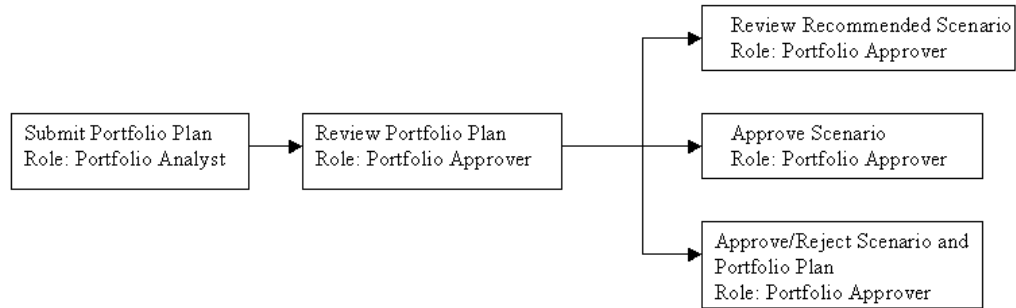 Submit Portfolio Plan
Role: Portfolio Analyst
Review Portfolio Plan
Role: Portfolio Approver
Review Recommended Scenario
Role: Portfolio Approver
Approve Scenario
Role: Portfolio Approver
Approve/Reject Scenario and
Portfolio Plan
Role: Portfolio Approver